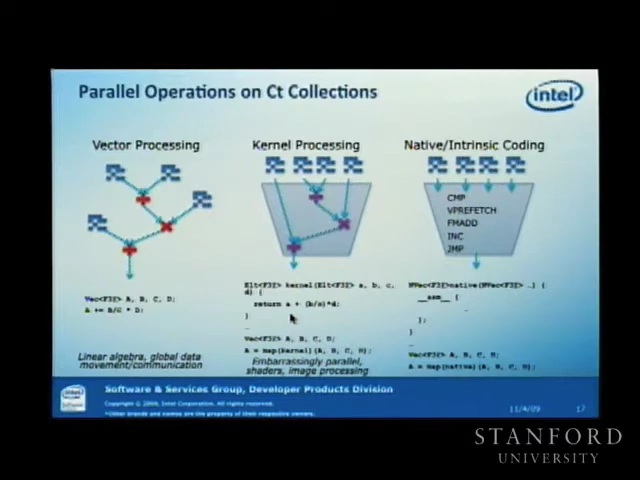 Parallel Operations on Ct Collections
intel
Vector Processing
Kernel Processing
Native/Intrinsic Coding
CMP
VPREFETCH
FMADD
INC
JMP
Vec<F32> A, B, C, D;
A += B/C * D;
Elt<F32> kernel(Elt<F32> a, b, c, d) {
return a + (b/c)*d;
}
Vec<F32> A, B, C, D;
A = map(kernel)(A, B, C, D);
NVec<F32> native(NVec<F32> …) {
__asm__ {
};
}
Vec<F32> A, B, C, D;
A = map(native)(A, B, C, D);
Linear algebra, global data movement/communication
Embarrassingly parallel, shaders, image processing
Software & Services Group, Developer Products Division
Copyright © 2009, Intel Corporation. All rights reserved.
*Other brands and names are the property of their respective owners.
11/4/09
17
STANFORD
UNIVERSITY